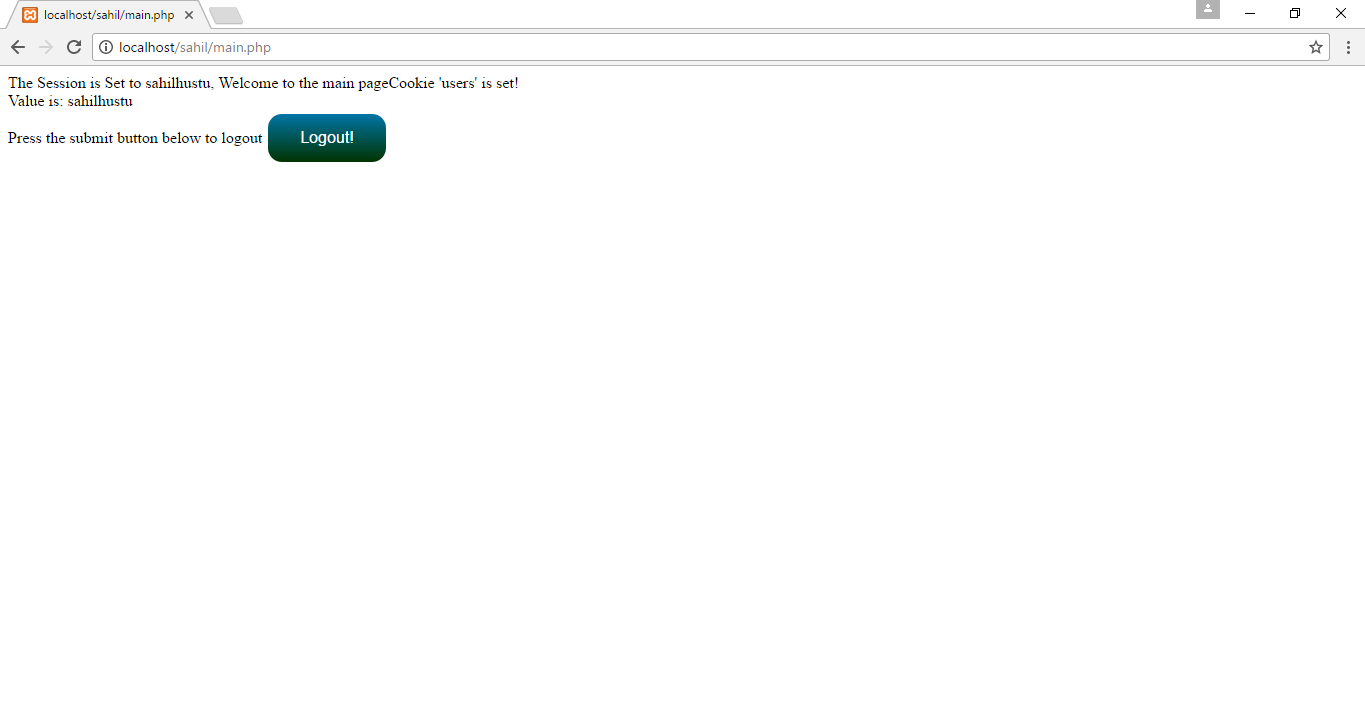 localhost/sahil/main.php
localhost/sahil/main.php
The Session is Set to sahilhustu, Welcome to the main pageCookie 'users' is set!
Value is: sahilhustu
Press the submit button below to logout Logout!